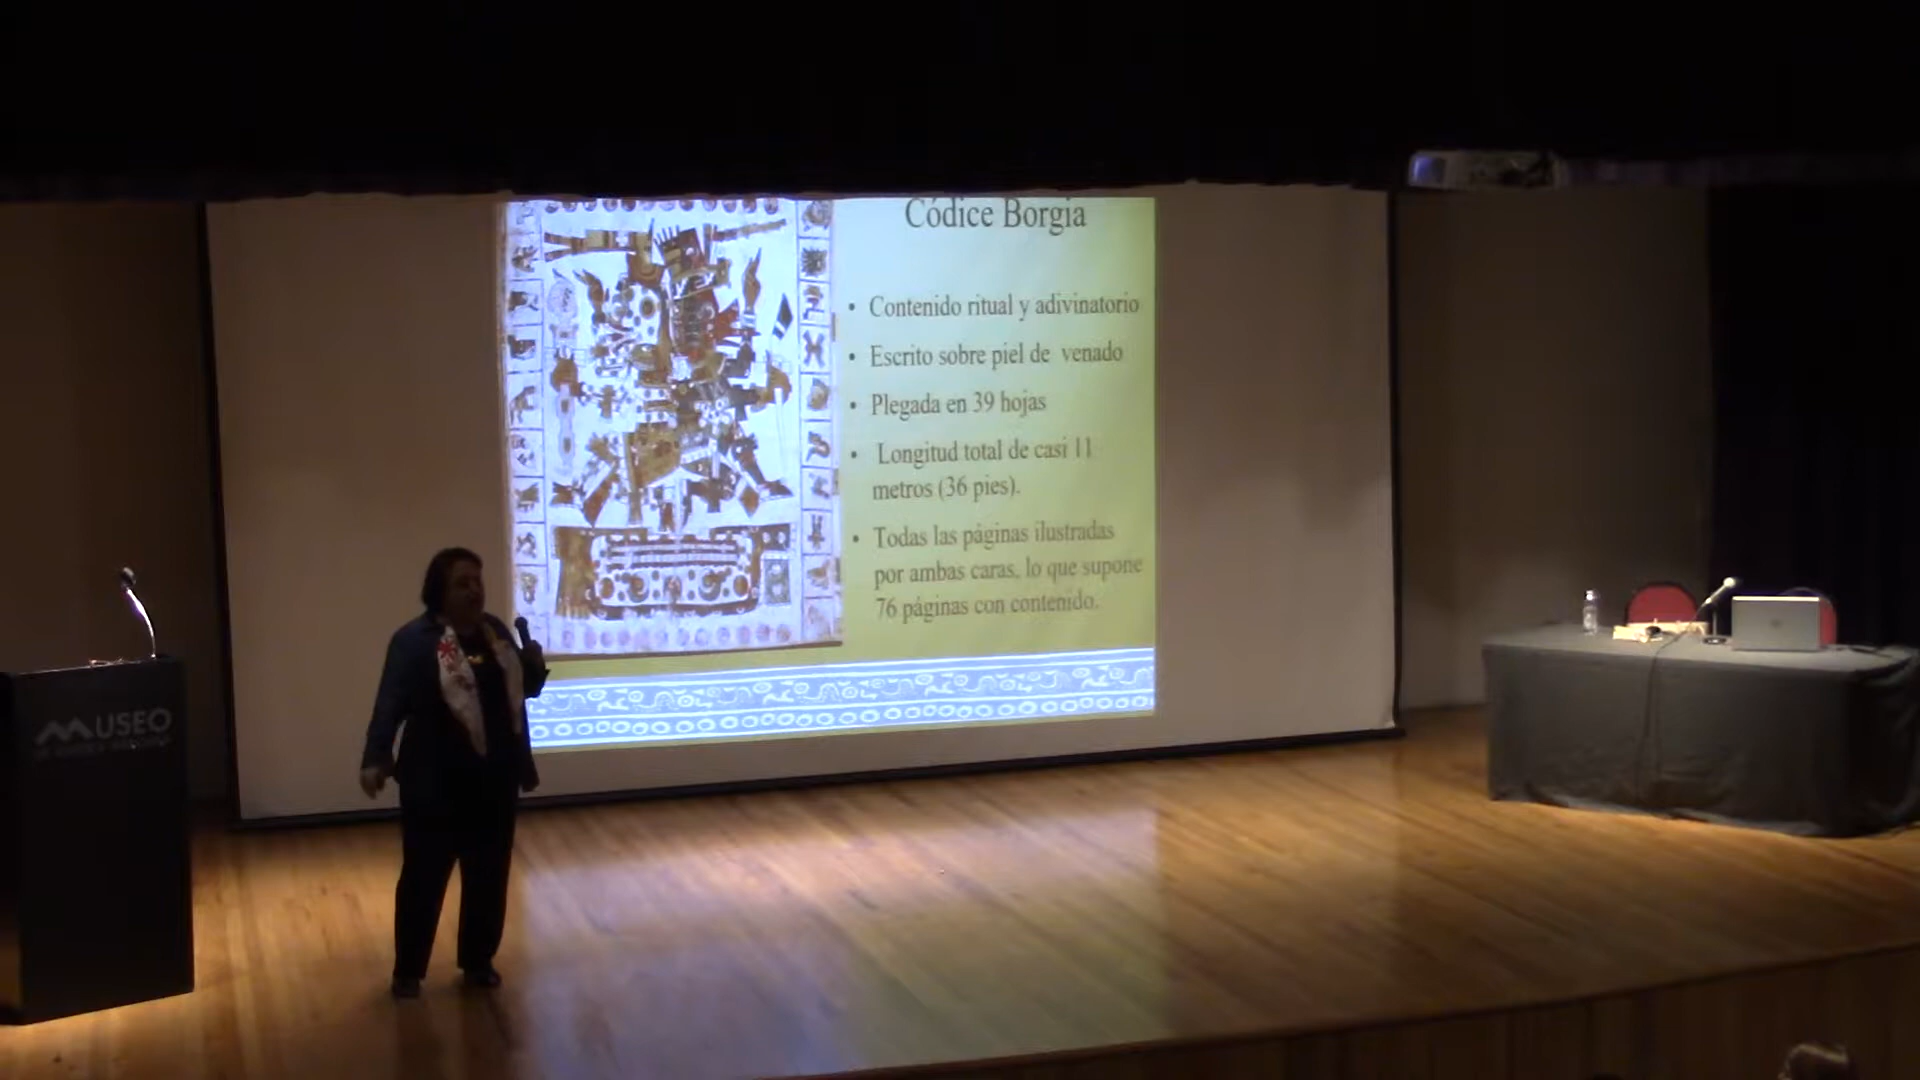 Códice Borgia
• Contenido ritual y adivinatorio
• Escrito sobre piel de venado
• Plegada en 39 hojas
• Longitud total de casi 11
metros (36 pies).
• Todas las páginas ilustradas
por ambas caras, lo que supone
76 páginas con contenido.
MUSEO